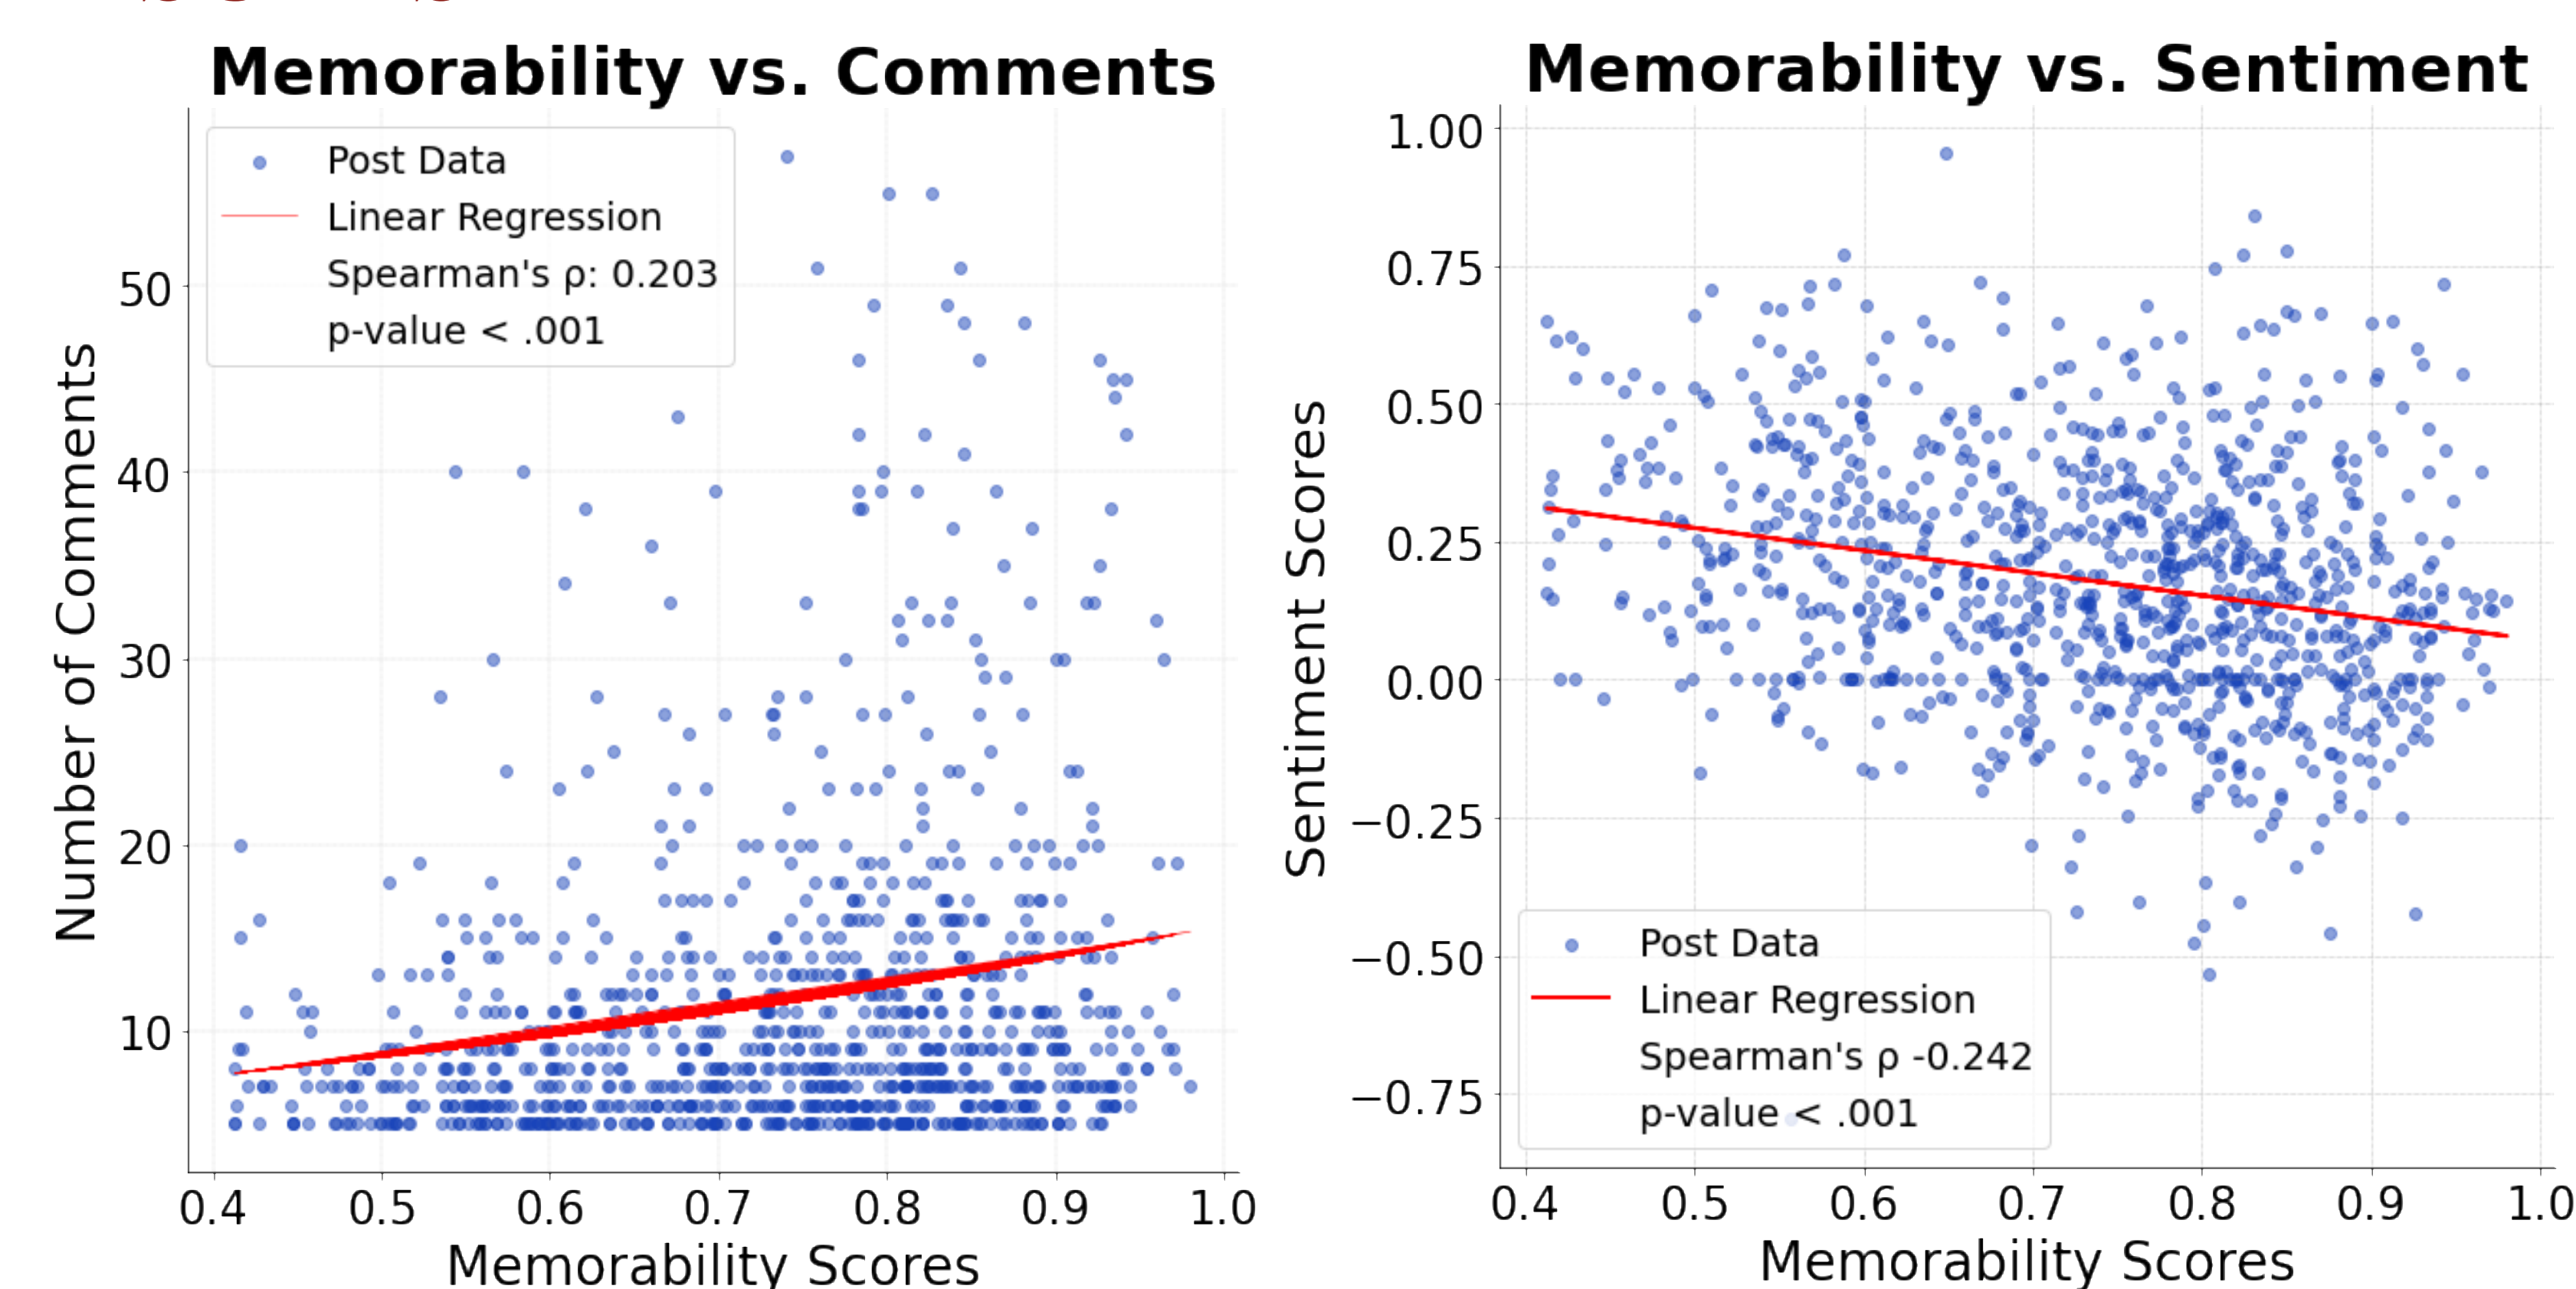 Memorability vs. Comments
Post Data
Linear Regression
Spearman's ρ: 0.203
p-value < .001
Number of Comments
50
40
30
20
10
0.4 0.5 0.6 0.7 0.8 0.9 1.0
Memorability Scores
Memorability vs. Sentiment
1.00
0.75
0.50
0.25
0.00
−0.25
−0.50
−0.75
Sentiment Scores
Post Data
Linear Regression
Spearman's ρ -0.242
p-value < .001
0.4 0.5 0.6 0.7 0.8 0.9 1.0
Memorability Scores